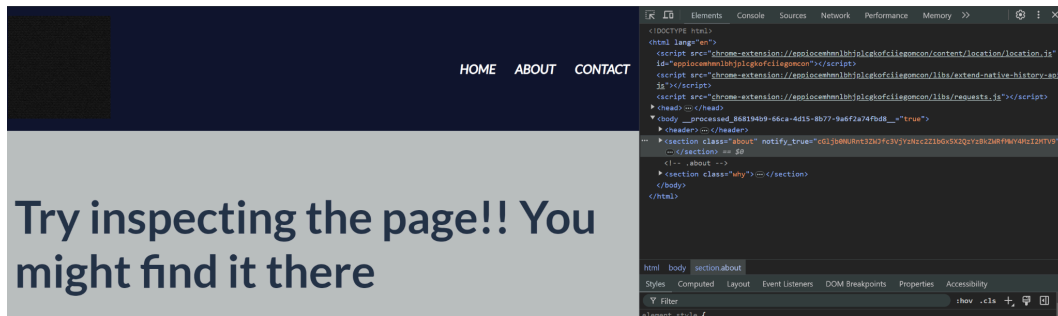 HOME ABOUT CONTACT
Try inspecting the page!! You
might find it there
Elements Console Sources Network Performance Memory
<!DOCTYPE html>
<html lang="en">
<script src="chrome-extension://eppiocemhmnlbhjplcgkofciiegomcon/content/location/location.js"
id="eppiocemhmnlbhjplcgkofciiegomcon"></script>
<script src="chrome-extension://eppiocemhmnlbhjplcgkofciiegomcon/libs/extend-native-history-api.
js"></script>
<script src="chrome-extension://eppiocemhmnlbhjplcgkofciiegomcon/libs/requests.js"></script>
<head> … </head>
<body __processed_868194b9-66ca-4d15-8b77-9a6f2a74fbd8__="true">
<header> … </header>
<section class="about" notify_true=
… </section> == $0
<!-- .about -->
<section class="why"> … </section>
</body>
</html>
html body section.about
Styles Computed Layout Event Listeners DOM Breakpoints Properties Accessibility
Filter :hov .cls
element.style {